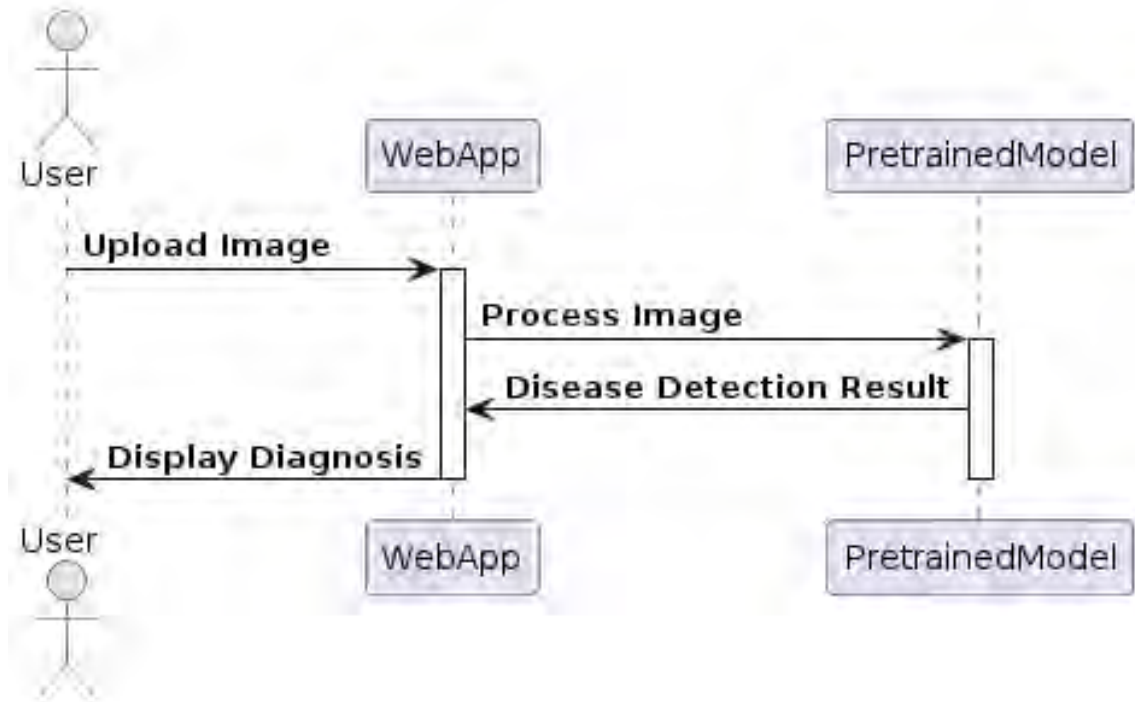 User
WebApp
PretrainedModel
Upload Image
Process Image
Disease Detection Result
Display Diagnosis
User
WebApp
PretrainedModel